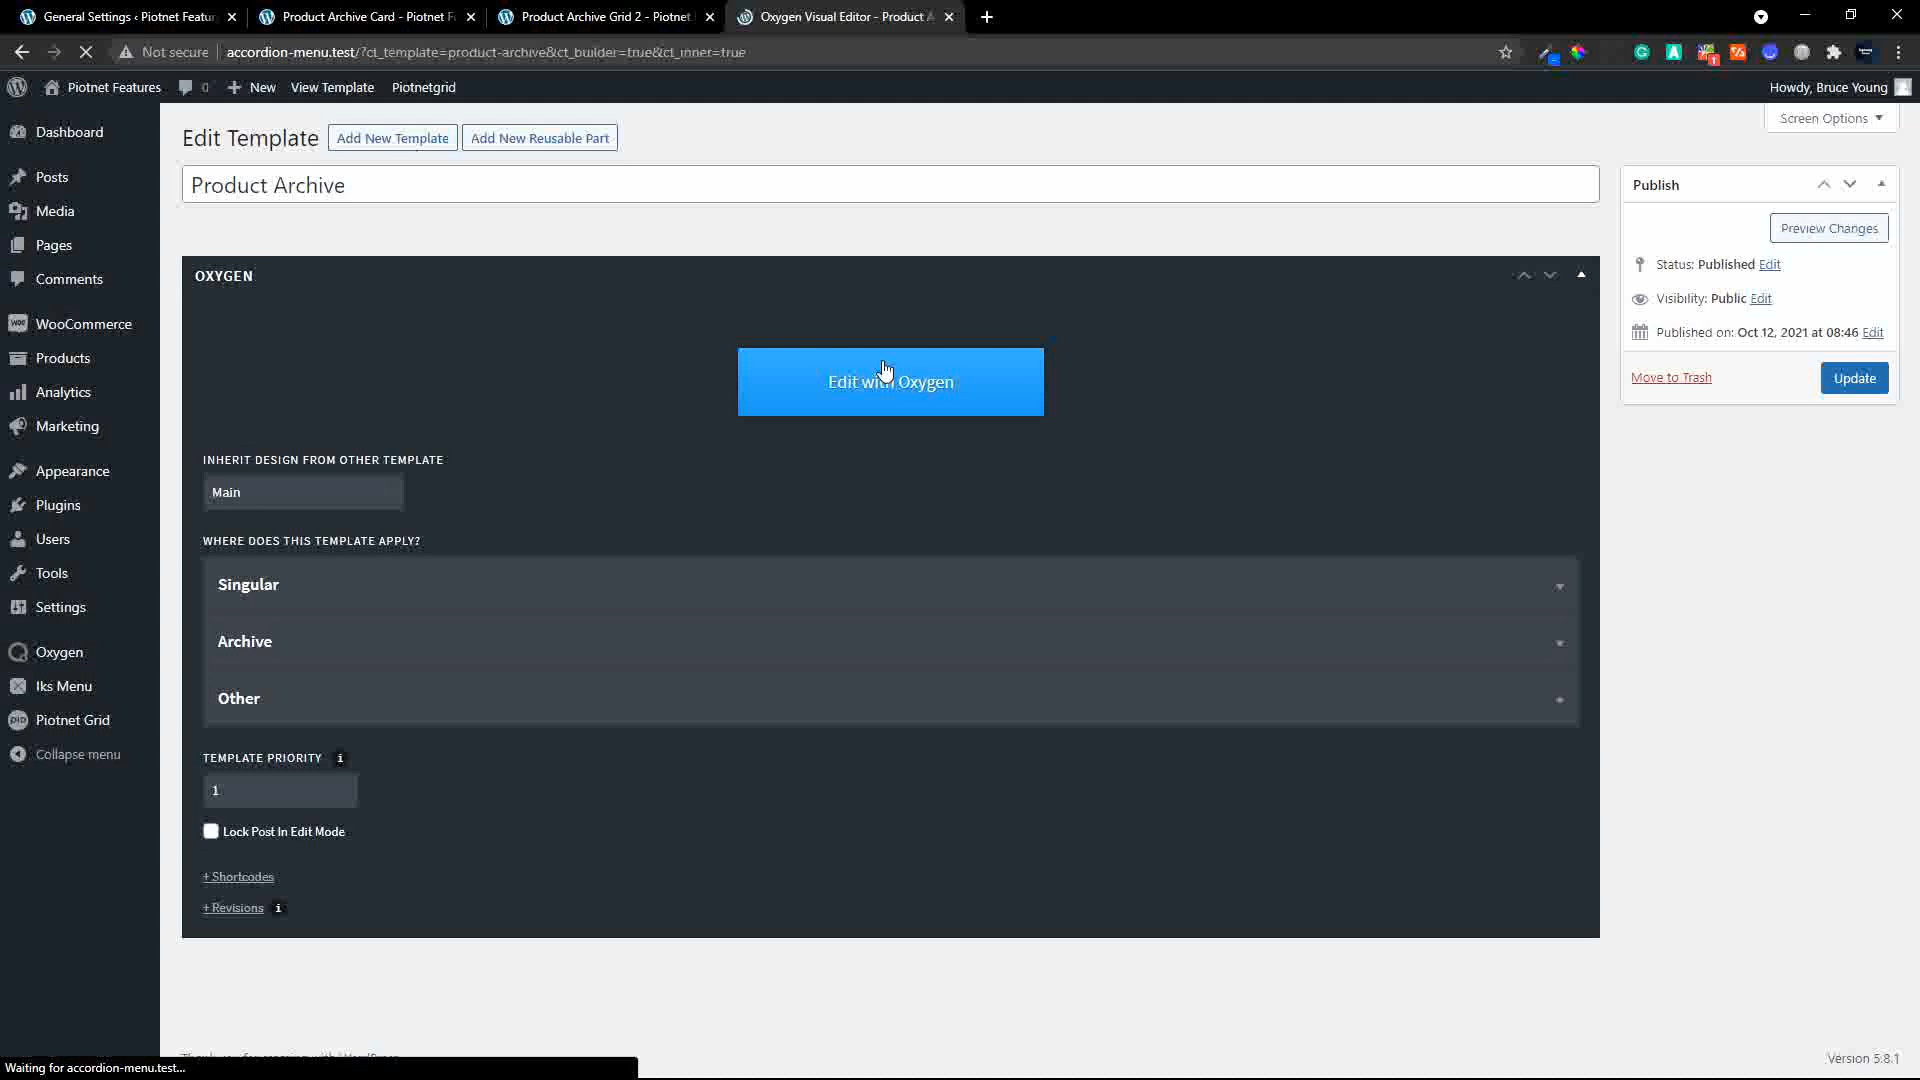 General Settings ‹ Piotnet Featur
Product Archive Card - Piotnet F
Product Archive Grid 2 - Piotnet
Oxygen Visual Editor - Product A
Not secure
accordion-menu.test/?ct_template=product-archive&ct_builder=true&ct_inner=true
Piotnet Features
0
New
View Template
Piotnetgrid
Howdy, Bruce Young
Dashboard
Posts
Media
Pages
Comments
WooCommerce
Products
Analytics
Marketing
Appearance
Plugins
Users
Tools
Settings
Oxygen
Iks Menu
Piotnet Grid
Collapse menu
Screen Options
Edit Template
Add New Template
Add New Reusable Part
Product Archive
OXYGEN
Edit with Oxygen
INHERIT DESIGN FROM OTHER TEMPLATE
Main
WHERE DOES THIS TEMPLATE APPLY?
Singular
Archive
Other
TEMPLATE PRIORITY i
1
Lock Post In Edit Mode
+ Shortcodes
+ Revisions i
Publish
Preview Changes
Status: Published Edit
Visibility: Public Edit
Published on: Oct 12, 2021 at 08:46 Edit
Move to Trash
Update
Version 5.8.1
Waiting for accordion-menu.test...